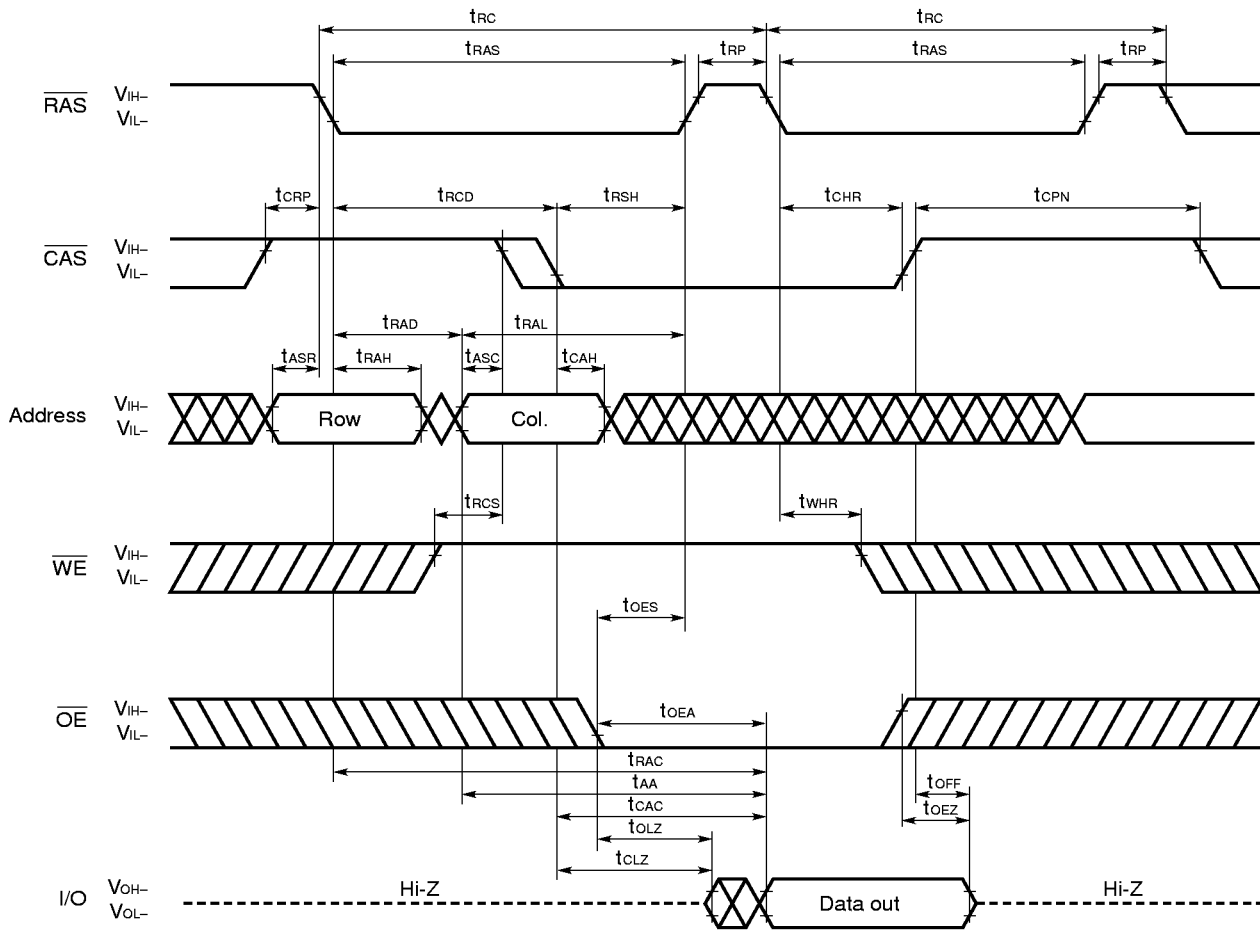 tRC tRC
tRAS tRP tRAS tRP
RAS VIH– VIL–
tCRP tRCD tRSH tCHR tCPN
CAS VIH– VIL–
tRAD tRAL
tASR tRAH tASC tCAH
Address VIH– VIL– Row Col.
tRCS tWHR
WE VIH– VIL–
tOES
OE VIH– VIL–
tOEA
tRAC
tAA tOFF
tCAC tOEZ
tOLZ
tCLZ
I/O VOH– VOL– Hi-Z Data out Hi-Z